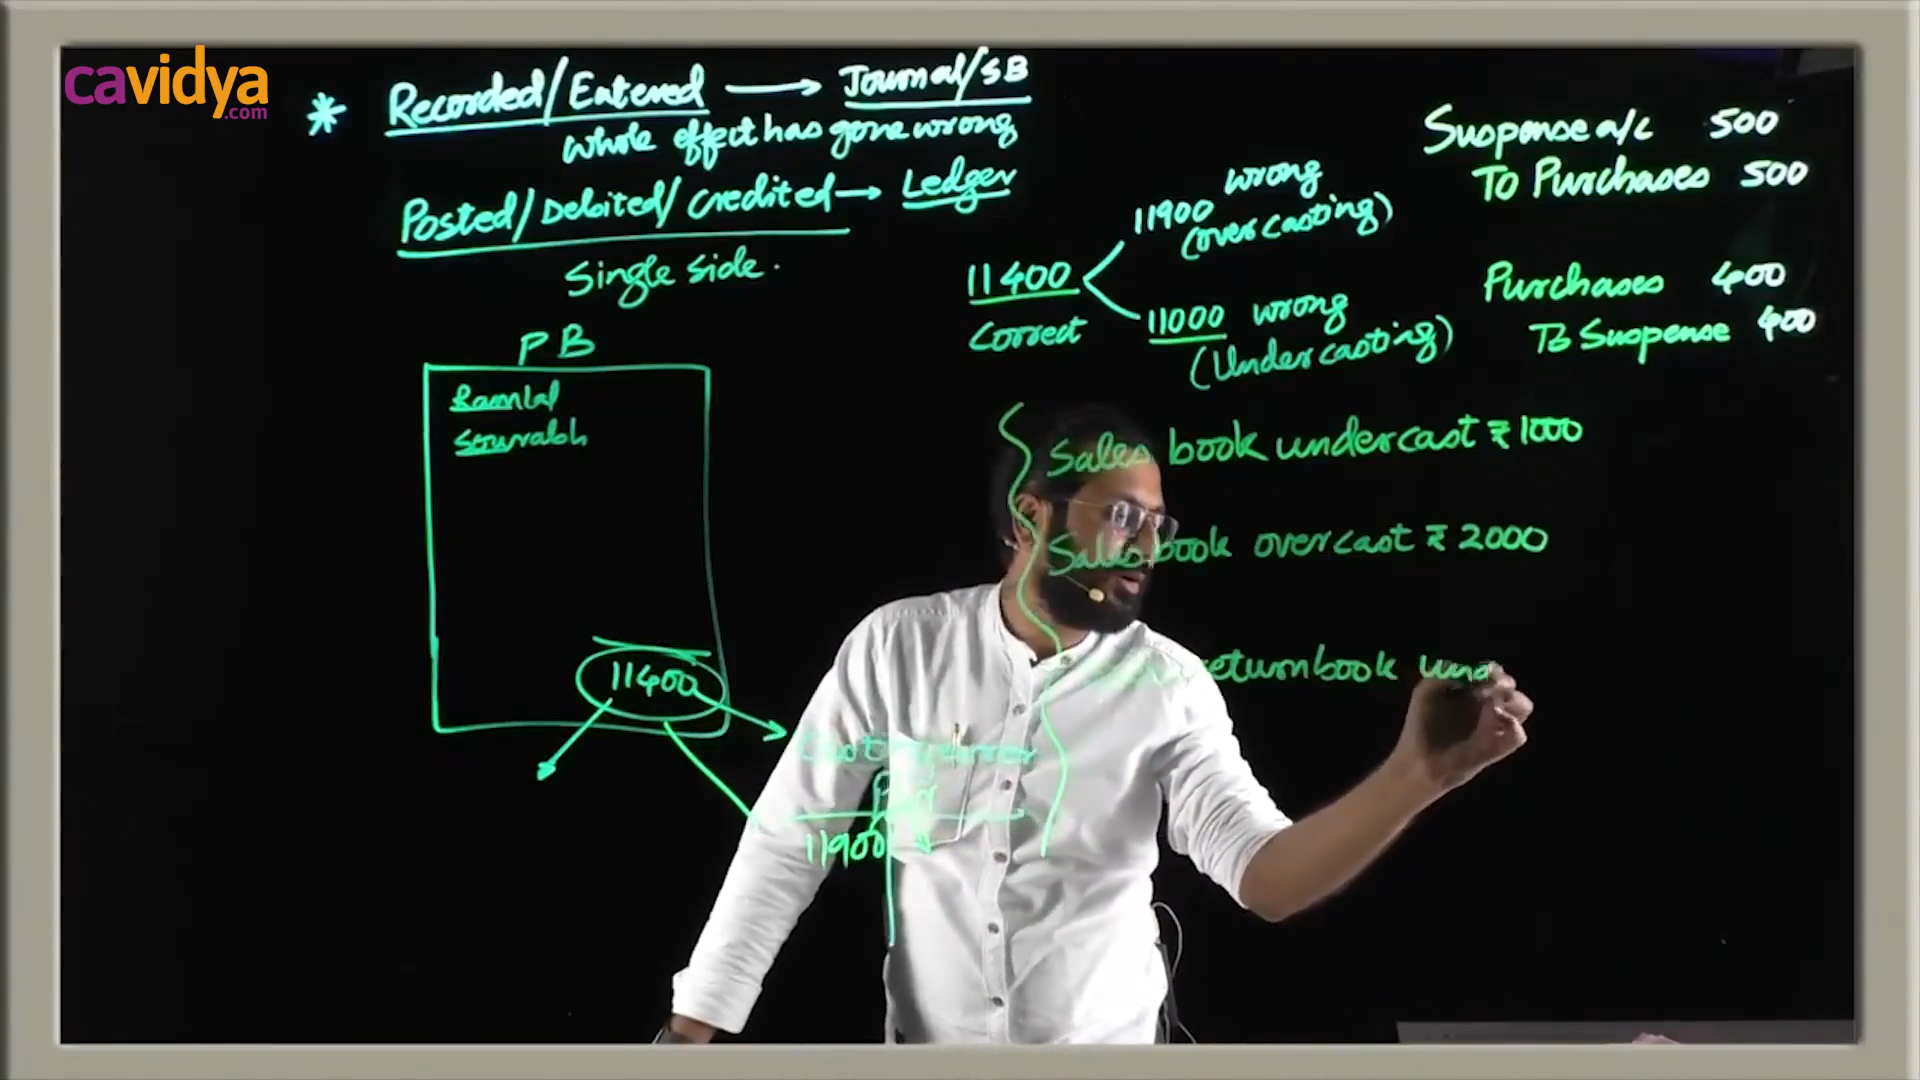 cavidya
.com
* Recorded/Entered → Journal/SB
Whole effect has gone wrong
Posted/Debited/Credited → Ledger
Single side.
PB
Ramlal
Sourabh
11400
11900
11400
Correct
11900 wrong
(overcasting)
11000 wrong
(Undercasting)
Suspense a/c 500
To Purchases 500
Purchases 400
To Suspense 400
Sales book undercast ₹1000
Sales book overcast ₹2000
returnbook und